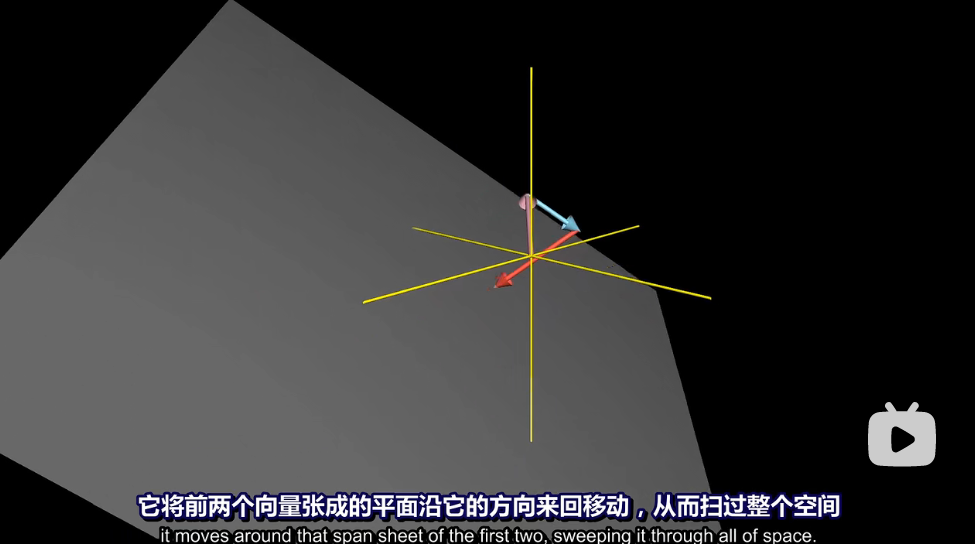 它将前两个向量张成的平面沿它的方向来回移动，从而扫过整个空间
it moves around that span sheet of the first two, sweeping it through all of space.